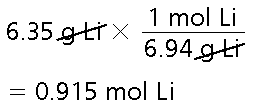 6.35 g Li × 1 mol Li / 6.94 g Li
= 0.915 mol Li